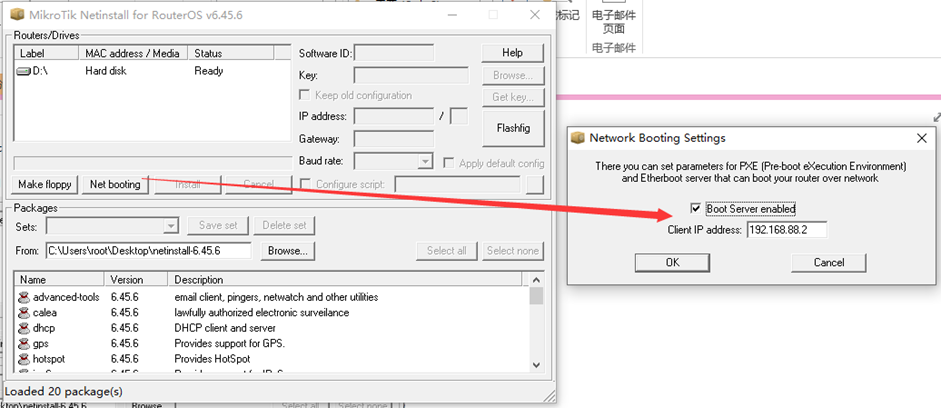 MikroTik Netinstall for RouterOS v6.45.6
Routers/Drives
Label MAC address / Media Status
D:\ Hard disk Ready
Software ID:
Key:
Keep old configuration
IP address: /
Gateway:
Baud rate:
Apply default config
Help
Browse...
Get key...
Flashfig
Make floppy Net booting Install Cancel Configure script:
Packages
Sets: Save set Delete set
From: C:\Users\root\Desktop\netinstall-6.45.6 Browse... Select all Select none
Name Version Description
advanced-tools 6.45.6 email client, pingers, netwatch and other utilities
calea 6.45.6 lawfully authorized electronic surveilance
dhcp 6.45.6 DHCP client and server
gps 6.45.6 Provides support for GPS.
hotspot 6.45.6 Provides HotSpot
Loaded 20 package(s)
标记
电子邮件
页面
电子邮件
Network Booting Settings
There you can set parameters for PXE (Pre-boot eXecution Environment)
and Etherboot server that can boot your router over network
Boot Server enabled
Client IP address: 192.168.88.2
OK Cancel